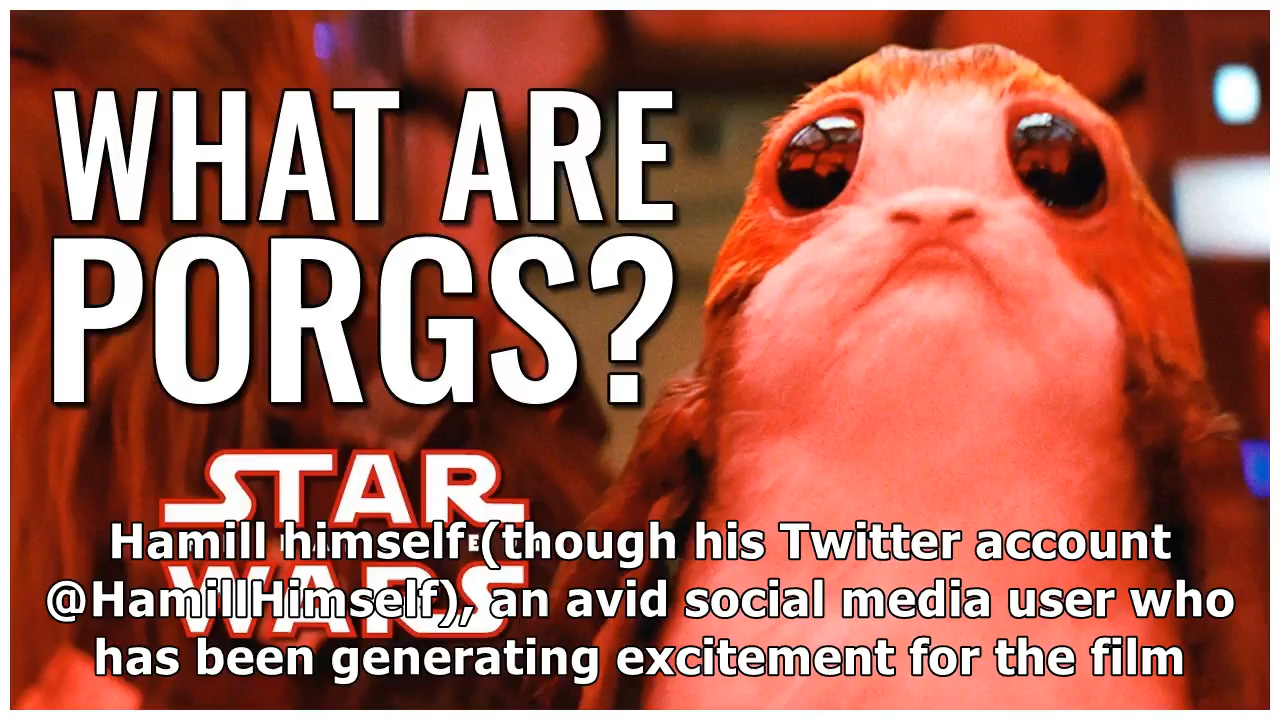 WHAT ARE
PORGS?
STAR
WARS
Hamill himself (though his Twitter account
@HamillHimself), an avid social media user who
has been generating excitement for the film